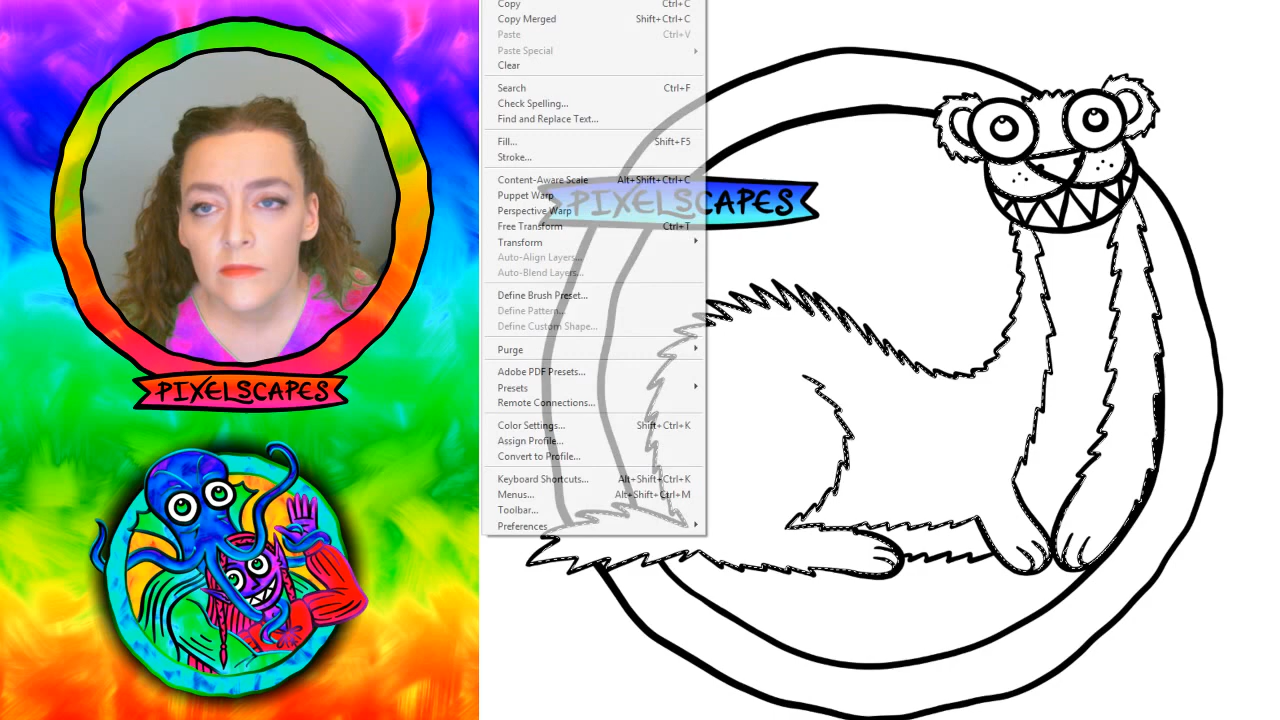 PIXELSCAPES
Copy Ctrl+C
Copy Merged Shift+Ctrl+C
Paste Ctrl+V
Paste Special
Clear
Search Ctrl+F
Check Spelling...
Find and Replace Text...
Fill... Shift+F5
Stroke...
Content-Aware Scale Alt+Shift+Ctrl+C
Puppet Warp
Perspective Warp
Free Transform Ctrl+T
Transform
Auto-Align Layers...
Auto-Blend Layers...
Define Brush Preset...
Define Pattern...
Define Custom Shape...
Purge
Adobe PDF Presets...
Presets
Remote Connections...
Color Settings... Shift+Ctrl+K
Assign Profile...
Convert to Profile...
Keyboard Shortcuts... Alt+Shift+Ctrl+K
Menus... Alt+Shift+Ctrl+M
Toolbar...
Preferences
PIXELSCAPES